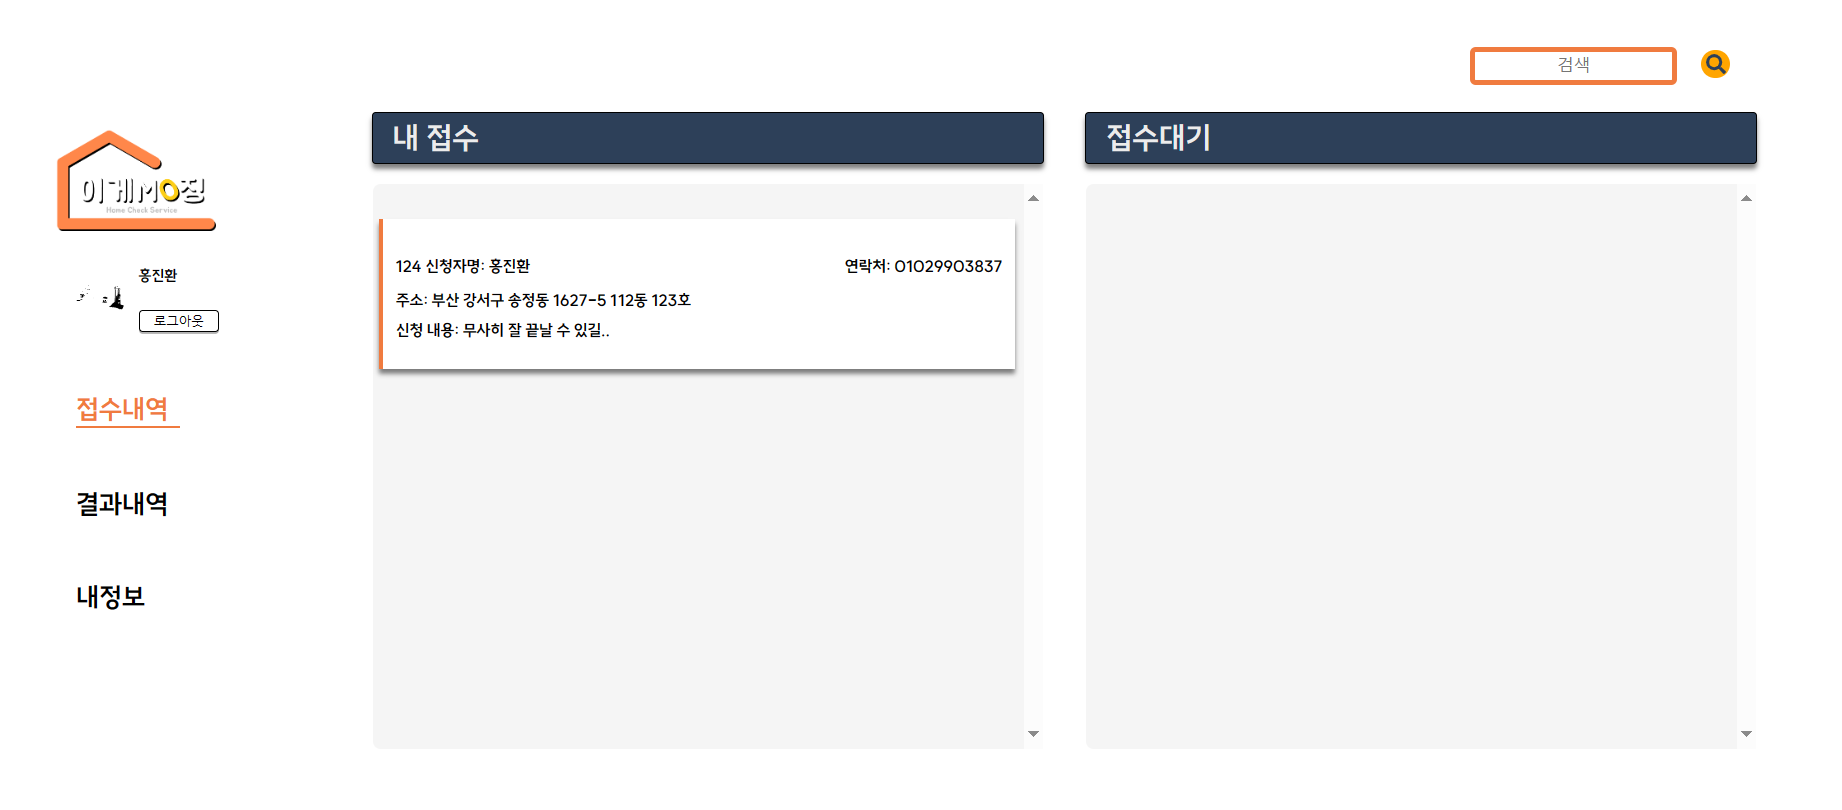 검색
내 접수
접수대기
이게MO징
Home Check Service
홍진환
로그아웃
접수내역
결과내역
내정보
124 신청자명: 홍진환 연락처: 01029903837
주소: 부산 강서구 송정동 1627-5 112동 123호
신청 내용: 무사히 잘 끝날 수 있길..